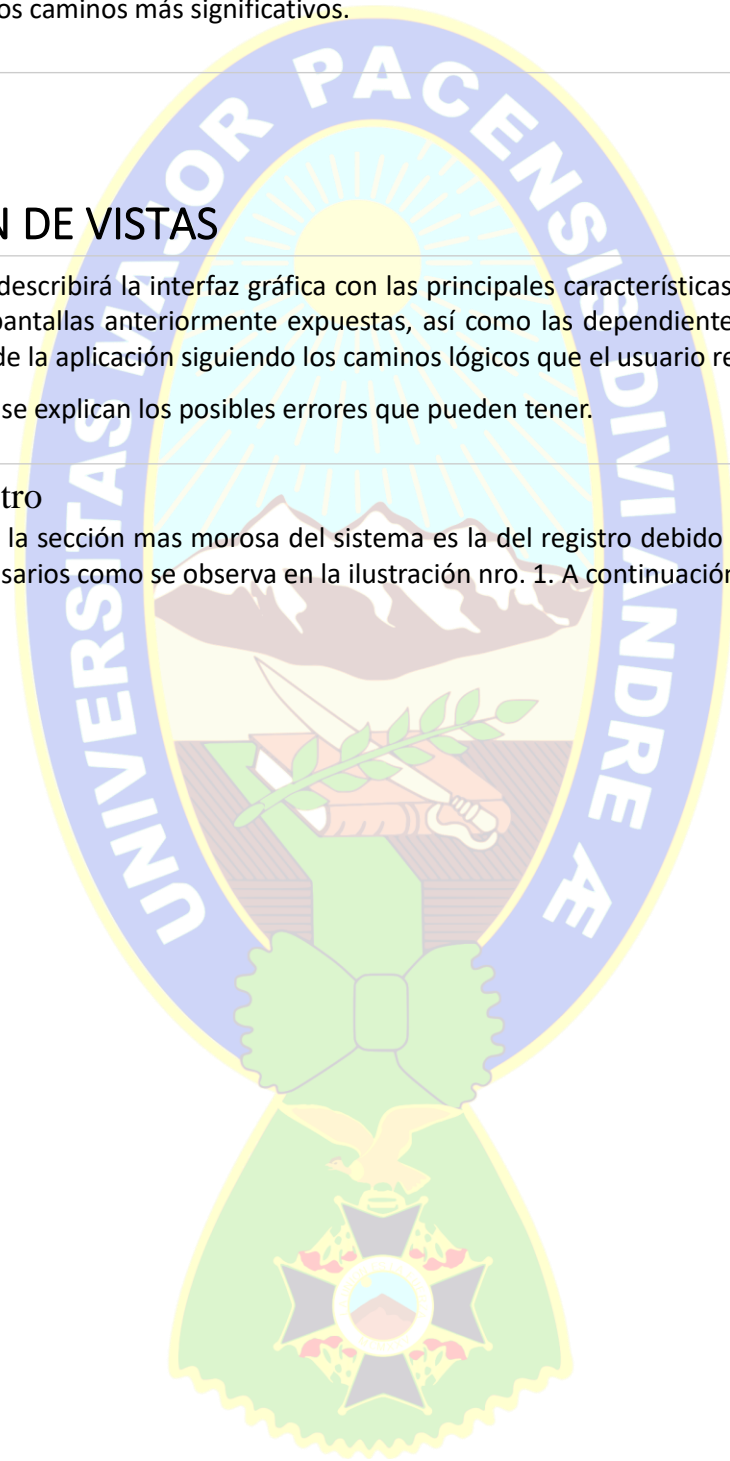 os caminos más significativos.
N DE VISTAS
describirá la interfaz gráfica con las principales características
pantallas anteriormente expuestas, así como las dependiente
de la aplicación siguiendo los caminos lógicos que el usuario re
se explican los posibles errores que pueden tener.
tro
la sección mas morosa del sistema es la del registro debido
sarios como se observa en la ilustración nro. 1. A continuación
UNIVERSITAS MAJOR PACENSIS DIVI ANDRE Æ